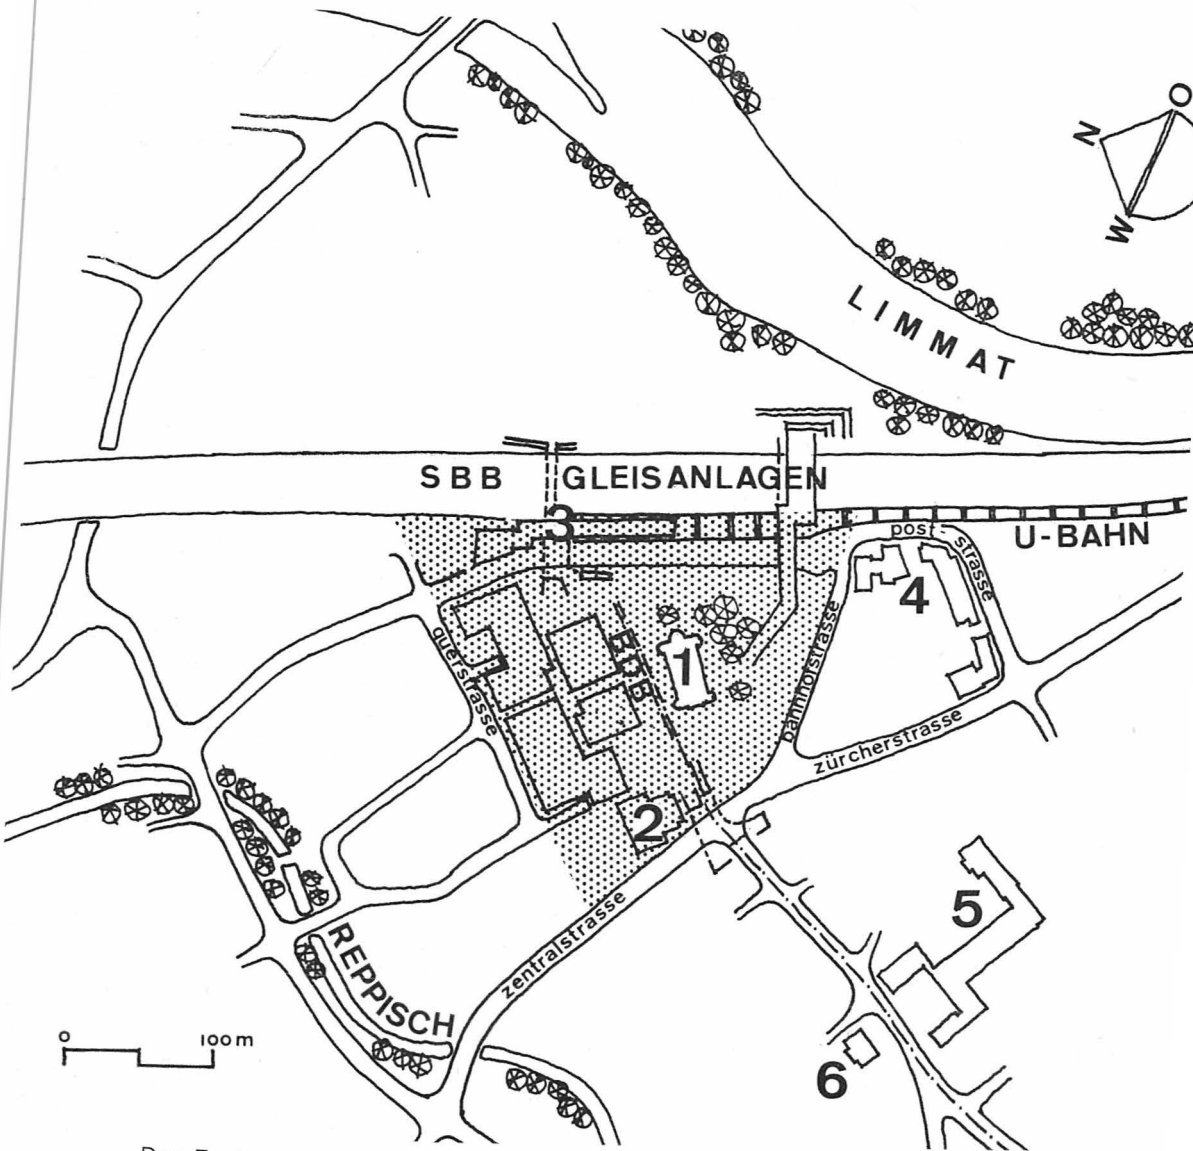 O
N
W
LIMMAT
SBB GLEISANLAGEN
3
post-
strasse
U-BAHN
4
querstrasse
BDB
1
bahnhofstrasse
zürcherstrasse
2
5
zentralstrasse
REPPISCH
0 100 m
6